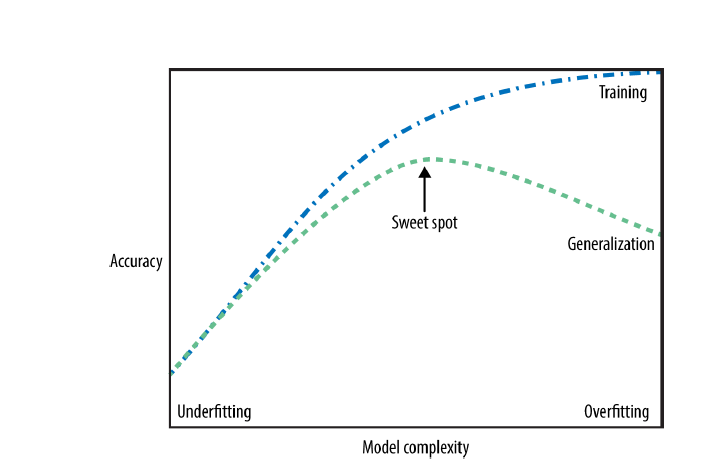 Training
Sweet spot
Generalization
Accuracy
Underfitting
Overfitting
Model complexity